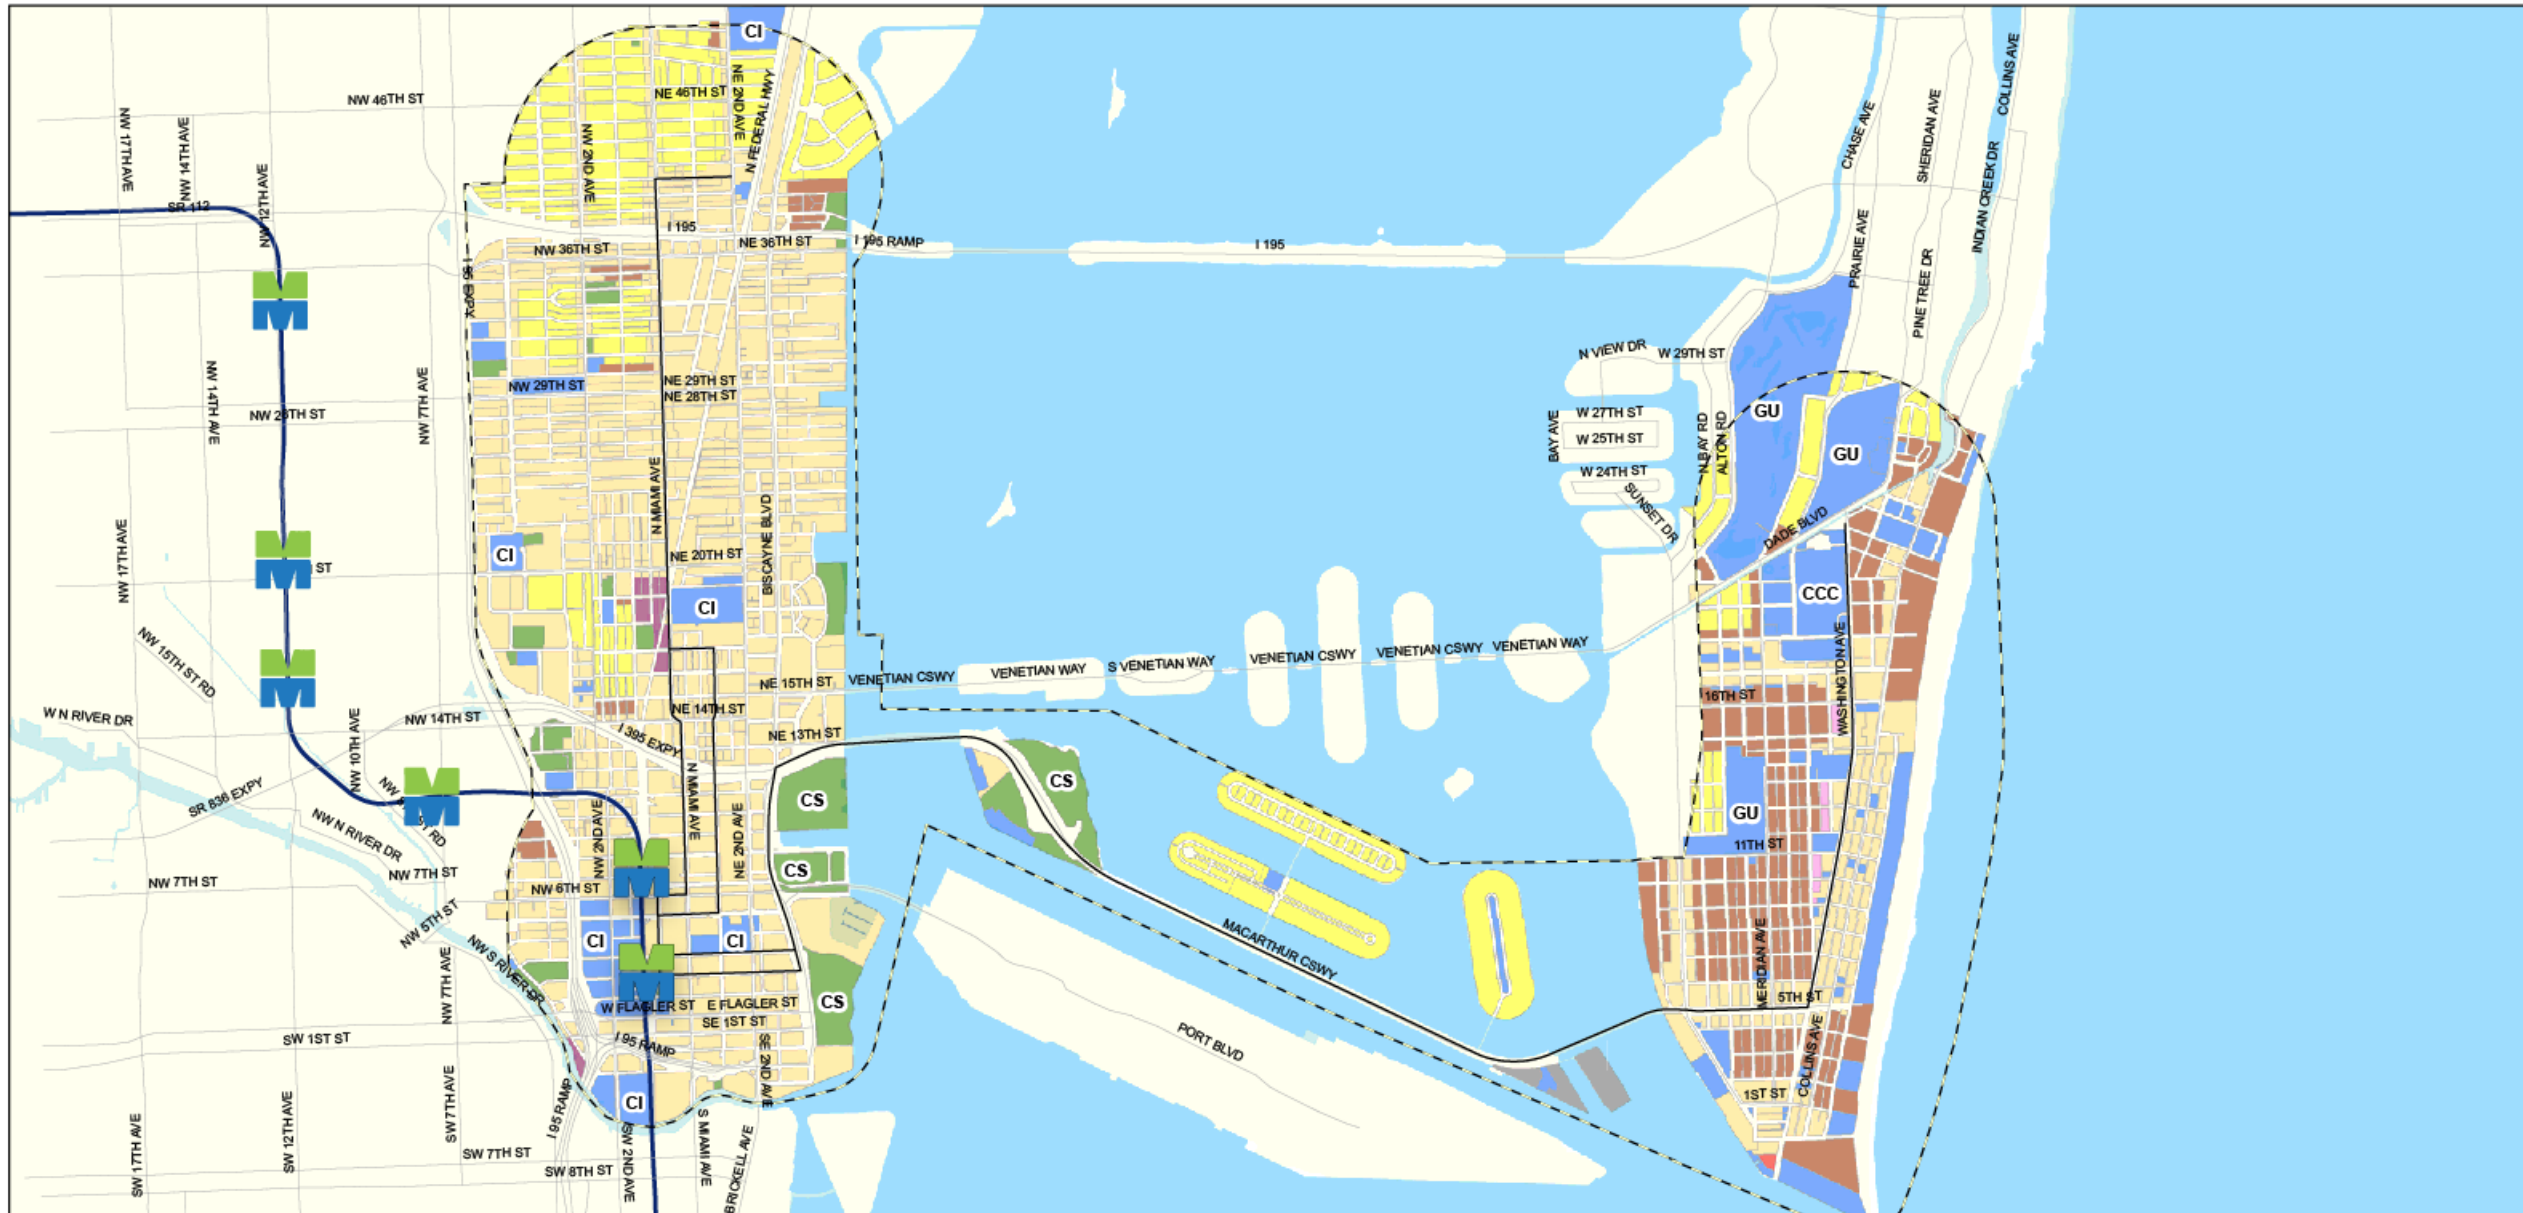 CI
COLLINS AVE
NW 46TH ST
NE 46TH ST
NE 2ND AVE
N FEDERAL HWY
NW 17TH AVE
NW 14TH AVE
NW 2ND AVE
CHASE AVE
SHERIDAN AVE
INDIAN CREEK DR
NW 12TH AVE
SR 112
I 195
NE 36TH ST
I 195 RAMP
I 195
NW 36TH ST
PRAIRIE AVE
PINE TREE DR
I 95 EXPY
N VIEW DR
W 29TH ST
NW 14TH AVE
NW 7TH AVE
NW 29TH ST
NE 29TH ST
NE 28TH ST
BAY AVE
W 27TH ST
W 25TH ST
N BAY RD
ALTON RD
GU
GU
W 24TH ST
SUNSET DR
N MIAMI AVE
BISCAYNE BLVD
DADE BLVD
NW 17TH AVE
CI
NE 20TH ST
ST
CI
CCC
NW 15TH ST RD
VENETIAN CSWY
VENETIAN WAY
S VENETIAN WAY
VENETIAN CSWY
VENETIAN CSWY
VENETIAN WAY
WASHINGTON AVE
NE 15TH ST
16TH ST
W N RIVER DR
NW 10TH AVE
NW 14TH ST
NE 14TH ST
I 395 EXPY
NE 13TH ST
SR 836 EXPY
N MIAMI AVE
CS
CS
NW N RIVER DR
NW 2ND AVE
NE 2ND AVE
GU
11TH ST
CS
NW 7TH ST
NW 7TH ST
NW 6TH ST
NW 5TH ST
CI
CI
MACARTHUR CSWY
MERIDIAN AVE
NW S RIVER DR
NW 7TH AVE
W FLAGLER ST
E FLAGLER ST
CS
5TH ST
SE 1ST ST
SW 1ST ST
I 95 RAMP
PORT BLVD
SE 2ND AVE
COLLINS AVE
1ST ST
SW 17TH AVE
SW 12TH AVE
SW 7TH AVE
I 95 RAMP
CI
SW 7TH ST
SW 8TH ST
SW 2ND AVE
S MIAMI AVE
BRICKELL AVE